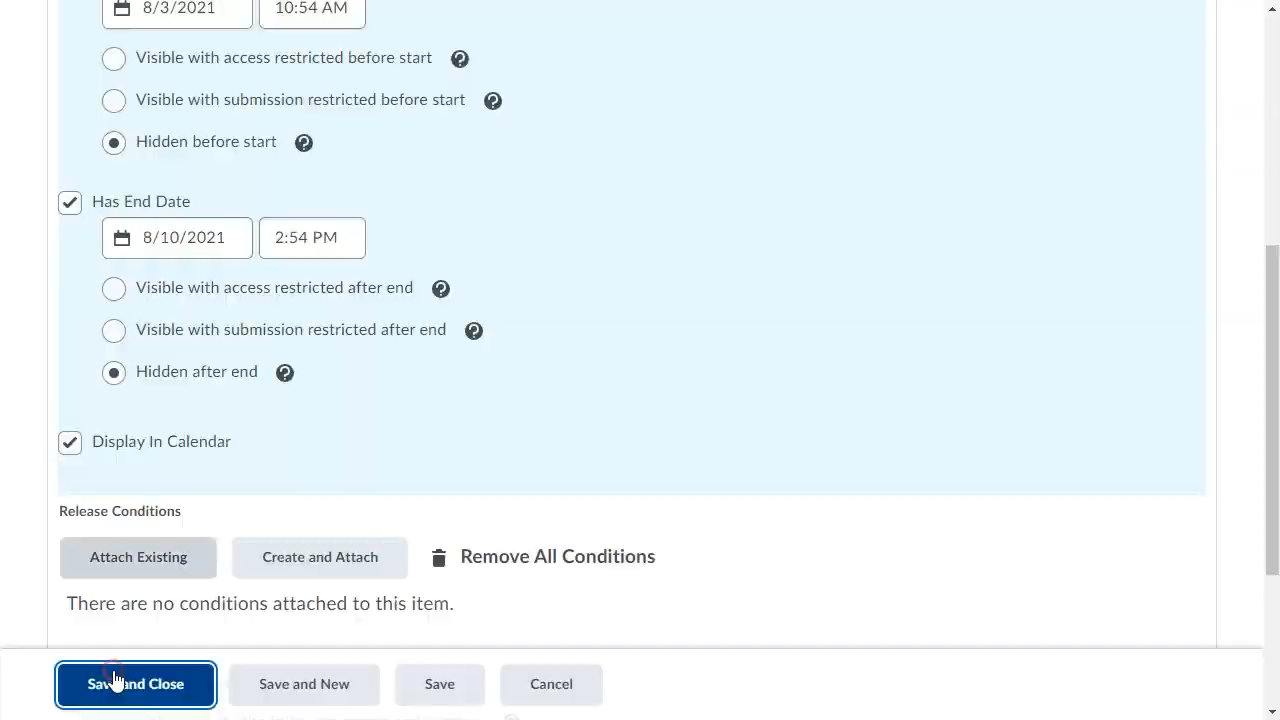 8/3/2021 10:54 AM
Visible with access restricted before start
Visible with submission restricted before start
Hidden before start
Has End Date
8/10/2021 2:54 PM
Visible with access restricted after end
Visible with submission restricted after end
Hidden after end
Display In Calendar
Release Conditions
Attach Existing Create and Attach Remove All Conditions
There are no conditions attached to this item.
Save and Close Save and New Save Cancel